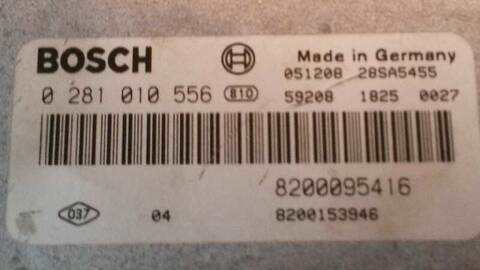 BOSCH Made in Germany
051208 28SA5455
0 281 010 556 810 59208 1825 0027
8200095416
037 04 8200153946